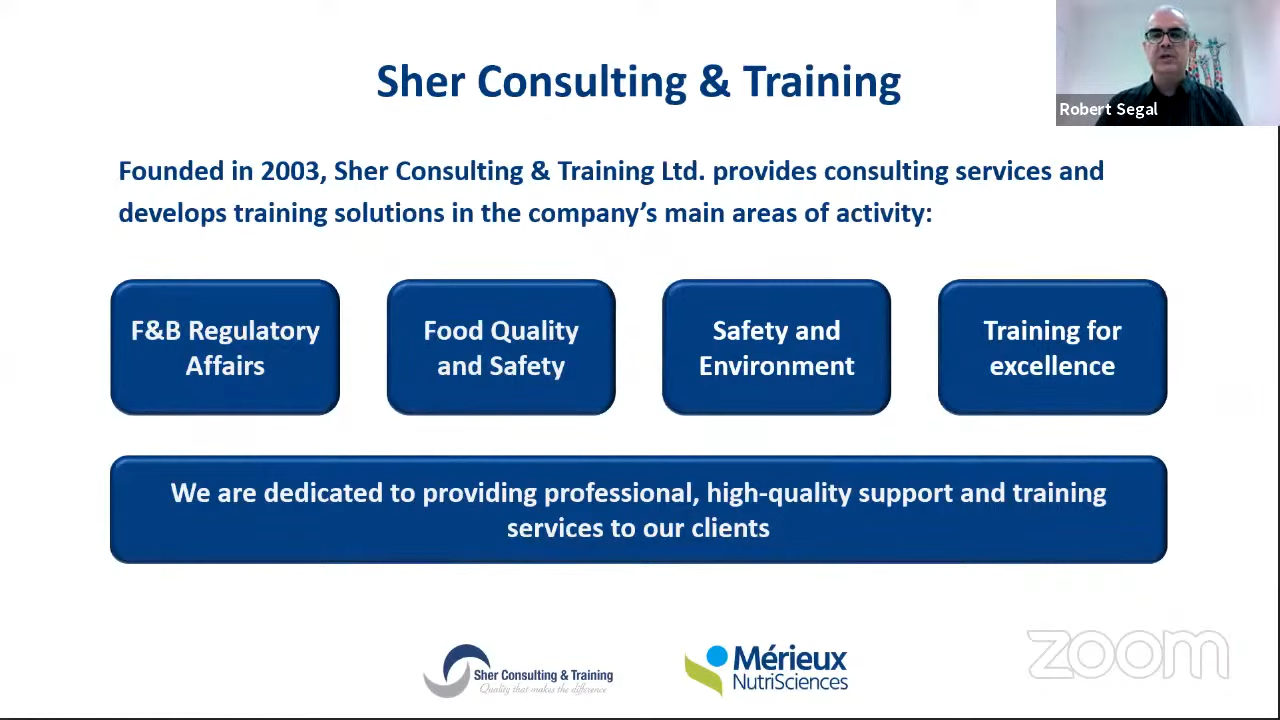 Sher Consulting & Training
Robert Segal
Founded in 2003, Sher Consulting & Training Ltd. provides consulting services and
develops training solutions in the company’s main areas of activity:
F&B Regulatory
Affairs
Food Quality
and Safety
Safety and
Environment
Training for
excellence
We are dedicated to providing professional, high-quality support and training
services to our clients
Sher Consulting & Training
Quality that makes the difference
Mérieux
NutriSciences
zoom